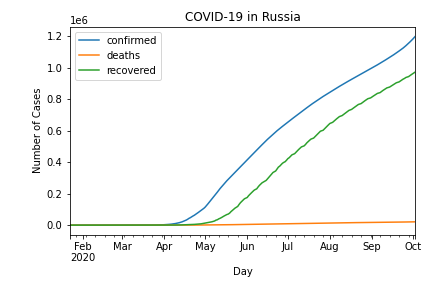 COVID-19 in Russia
1e6
confirmed
deaths
recovered
1.2
1.0
0.8
0.6
0.4
0.2
0.0
Number of Cases
Feb Mar Apr May Jun Jul Aug Sep Oct
2020
Day